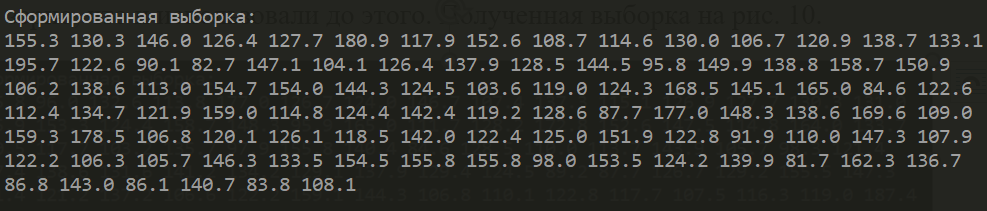 овали до этого. Полученная выборка на рис. 10.
Сформированная выборка:
155.3 130.3 146.0 126.4 127.7 180.9 117.9 152.6 108.7 114.6 130.0 106.7 120.9 138.7 133.1
195.7 122.6 90.1 82.7 147.1 104.1 126.4 137.9 128.5 144.5 95.8 149.9 138.8 158.7 150.9
106.2 138.6 113.0 154.7 154.0 144.3 124.5 103.6 119.0 124.3 168.5 145.1 165.0 84.6 122.6
112.4 134.7 121.9 159.0 114.8 124.4 142.4 119.2 128.6 87.7 177.0 148.3 138.6 169.6 109.0
159.3 178.5 106.8 120.1 126.1 118.5 142.0 122.4 125.0 151.9 122.8 91.9 110.0 147.3 107.9
122.2 106.3 105.7 146.3 133.5 154.5 155.8 155.8 98.0 153.5 124.2 139.9 81.7 162.3 136.7
86.8 143.0 86.1 140.7 83.8 108.1